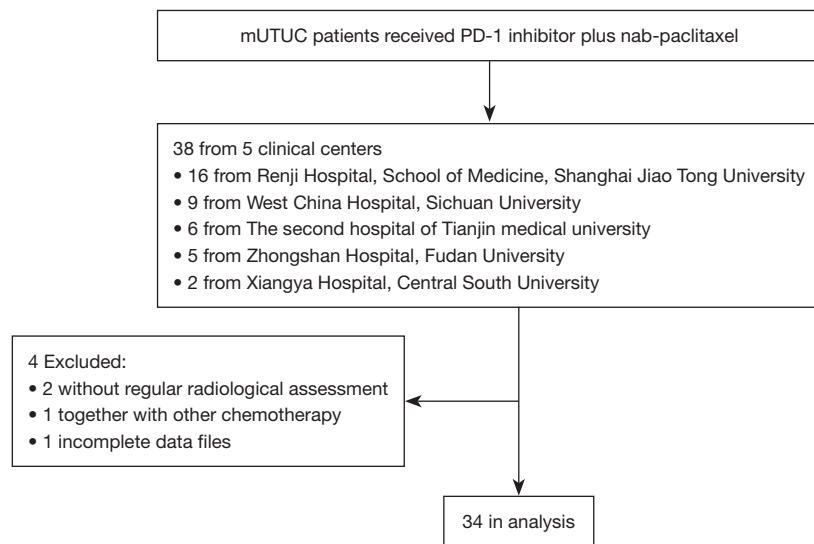 mUTUC patients received PD-1 inhibitor plus nab-paclitaxel
38 from 5 clinical centers
• 16 from Renji Hospital, School of Medicine, Shanghai Jiao Tong University
• 9 from West China Hospital, Sichuan University
• 6 from The second hospital of Tianjin medical university
• 5 from Zhongshan Hospital, Fudan University
• 2 from Xiangya Hospital, Central South University
4 Excluded:
• 2 without regular radiological assessment
• 1 together with other chemotherapy
• 1 incomplete data files
34 in analysis